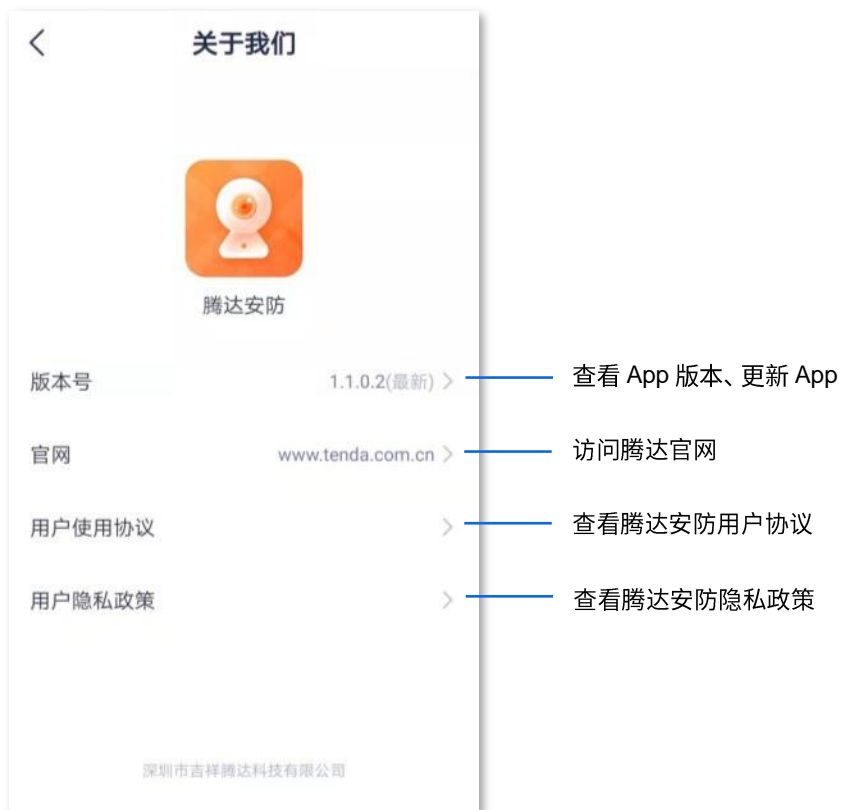 关于我们
腾达安防
版本号 1.1.0.2(最新) 查看 App 版本、更新 App
官网 www.tenda.com.cn 访问腾达官网
用户使用协议 查看腾达安防用户协议
用户隐私政策 查看腾达安防隐私政策
深圳市吉祥腾达科技有限公司